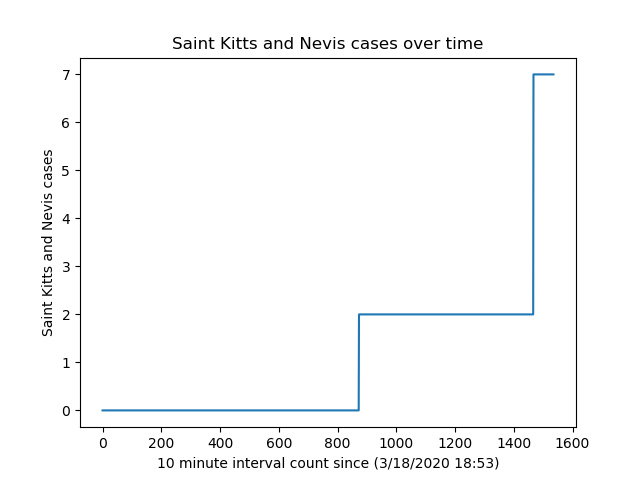 Saint Kitts and Nevis cases over time
Saint Kitts and Nevis cases
7
6
5
4
3
2
1
0
0 200 400 600 800 1000 1200 1400 1600
10 minute interval count since (3/18/2020 18:53)